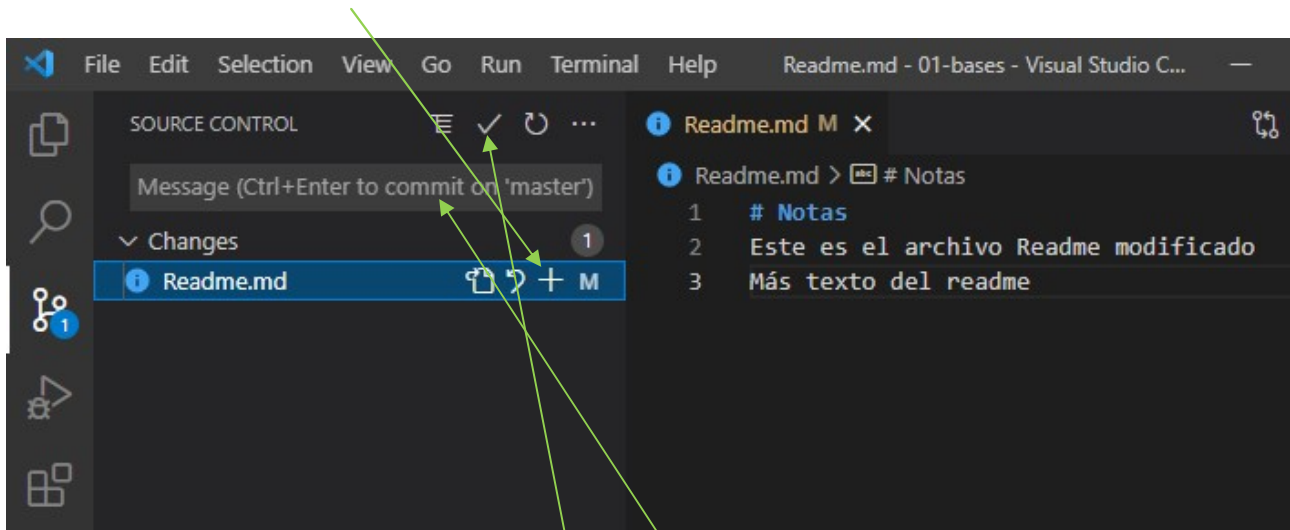 File Edit Selection View Go Run Terminal Help Readme.md - 01-bases - Visual Studio C...
SOURCE CONTROL
Readme.md M
Message (Ctrl+Enter to commit on 'master')
Readme.md > abc # Notas
Changes 1
Readme.md M
1
1 # Notas
2 Este es el archivo Readme modificado
3 Más texto del readme